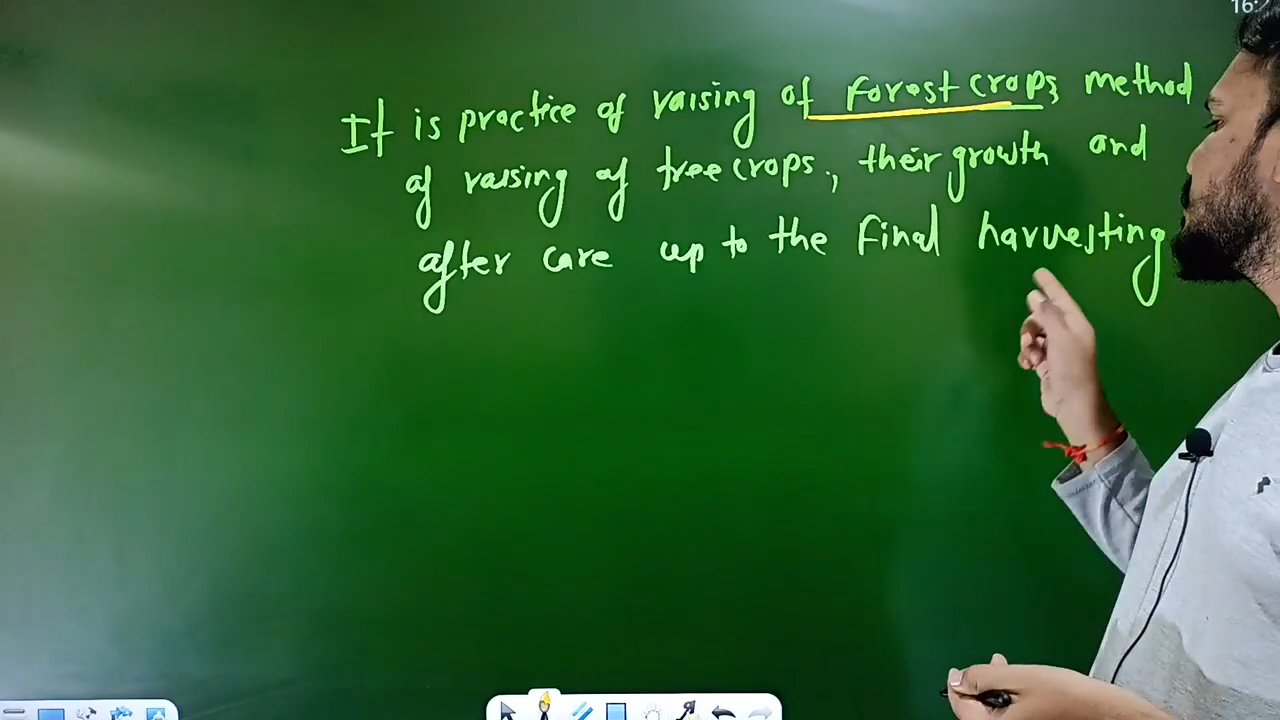 16:
It is practice of raising of forest crops method
of raising of tree crops, their growth and
after care up to the final harvesting